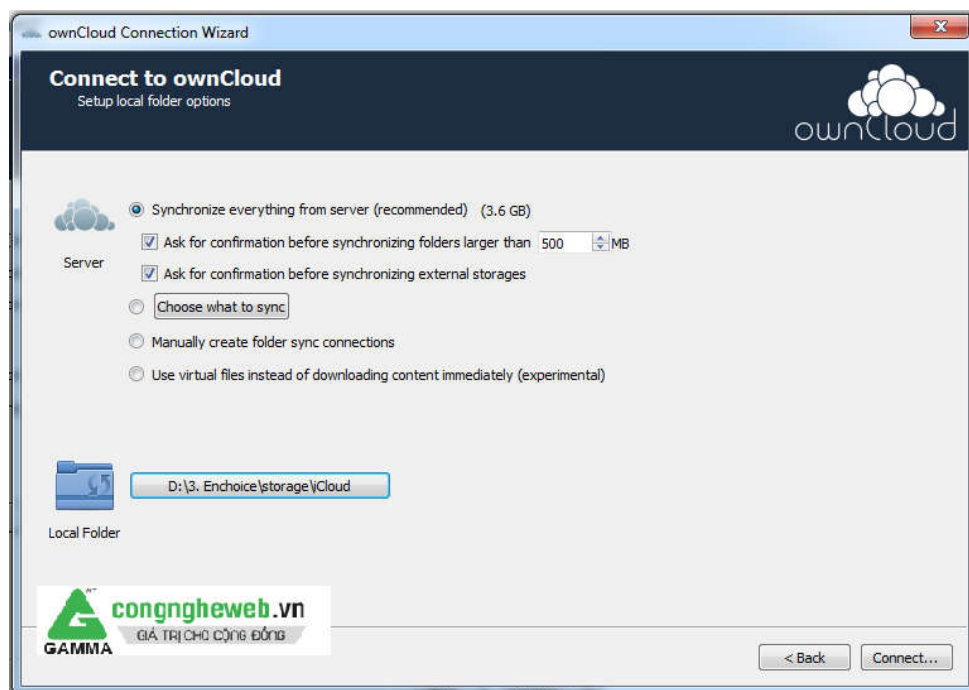 ownCloud Connection Wizard
Connect to ownCloud
Setup local folder options
ownCloud
Synchronize everything from server (recommended) (3.6 GB)
Ask for confirmation before synchronizing folders larger than 500 MB
Server
Ask for confirmation before synchronizing external storages
Choose what to sync
Manually create folder sync connections
Use virtual files instead of downloading content immediately (experimental)
D:\3. Enchoice\storage\iCloud
Local Folder
congngheweb.vn
GIÁ TRỊ CHO CỘNG ĐỒNG
GAMMA
< Back
Connect...